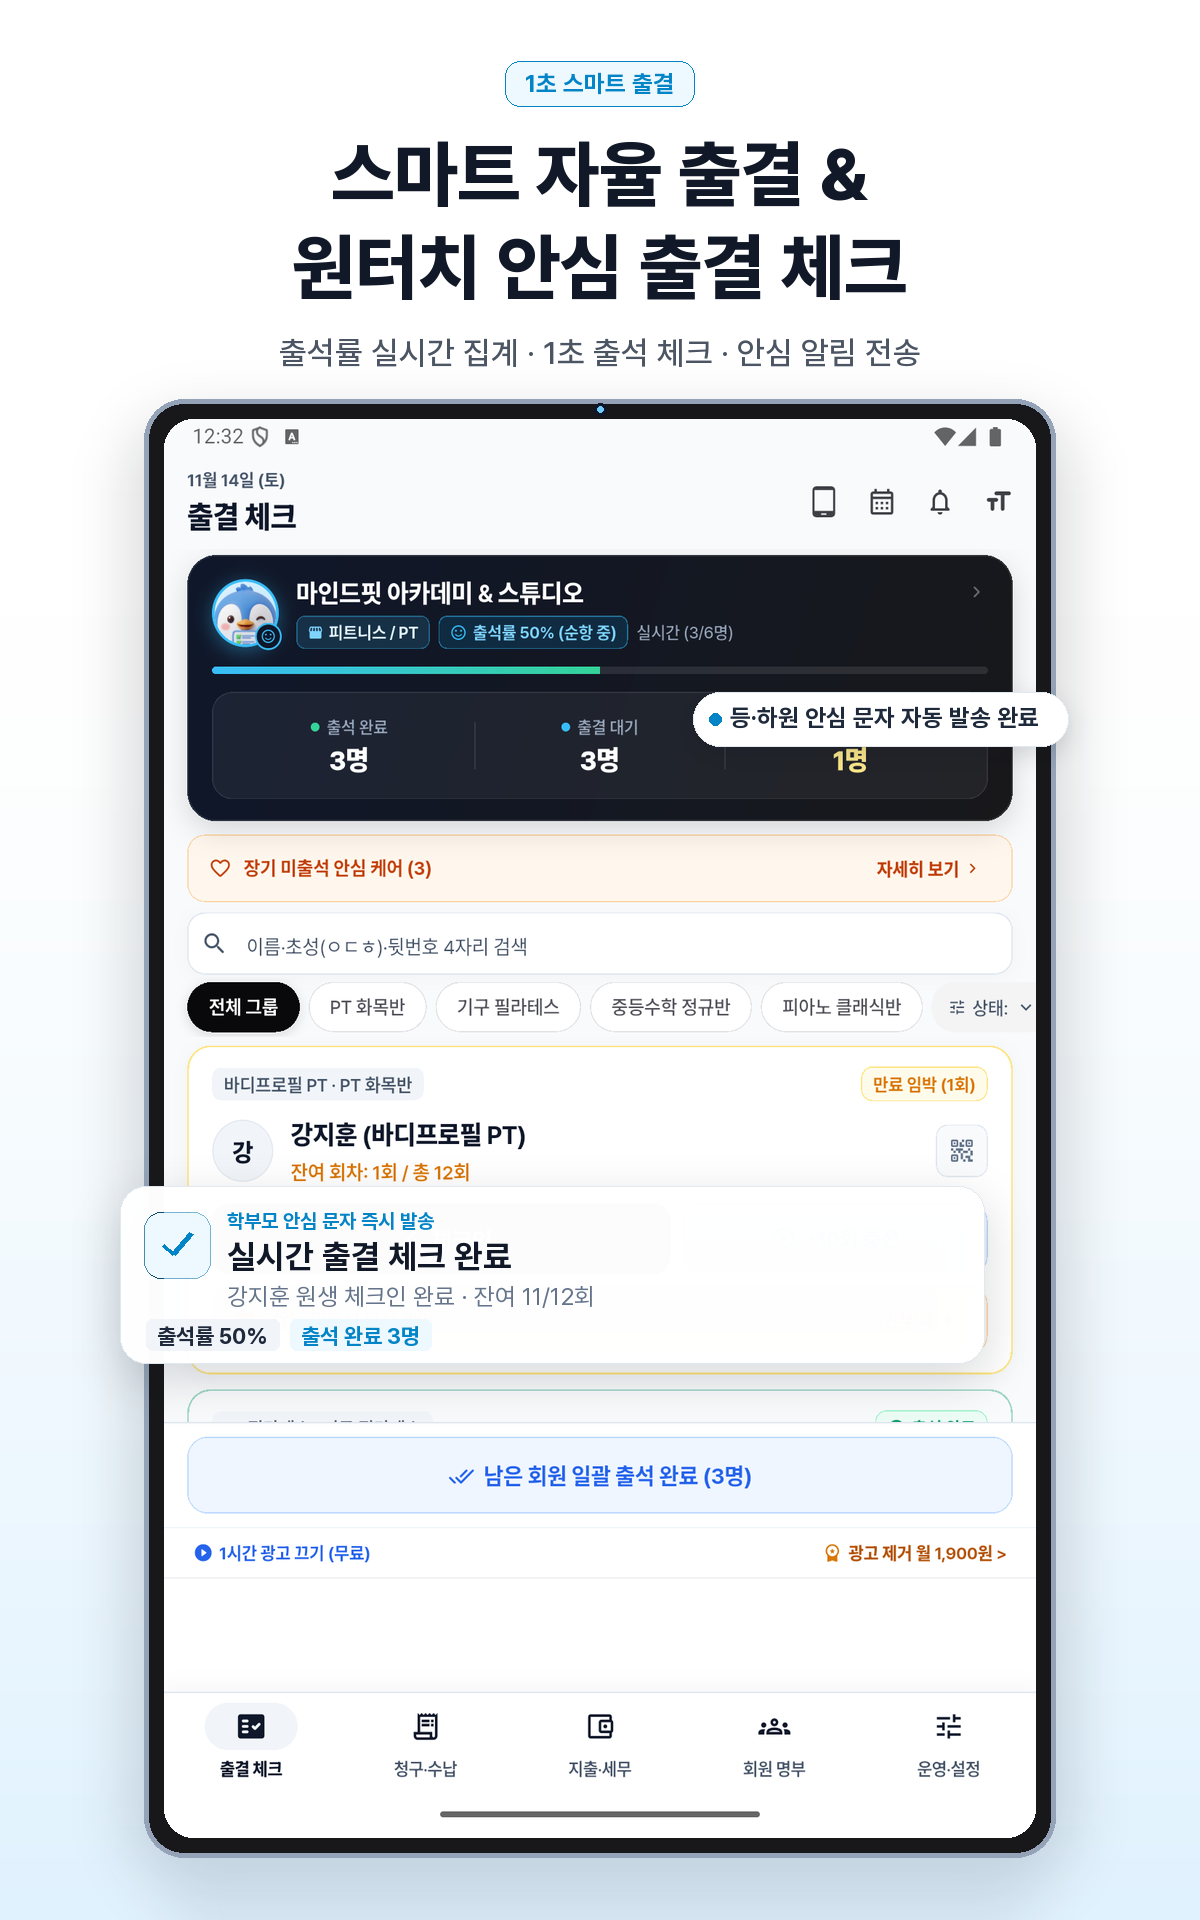 1초 스마트 출결
스마트 자율 출결 &
원터치 안심 출결 체크
출석률 실시간 집계 · 1초 출석 체크 · 안심 알림 전송
12:32
11월 14일 (토)
출결 체크
마인드핏 아카데미 & 스튜디오
피트니스 / PT
출석률 50% (순항 중)
실시간 (3/6명)
등·하원 안심 문자 자동 발송 완료
출석 완료
출결 대기
3명
3명
1명
장기 미출석 안심 케어 (3)
자세히 보기
이름·초성(ㅇㄷㅎ)·뒷번호 4자리 검색
전체 그룹
PT 화목반
기구 필라테스
중등수학 정규반
피아노 클래식반
상태:
바디프로필 PT · PT 화목반
만료 임박 (1회)
강
강지훈 (바디프로필 PT)
잔여 회차: 1회 / 총 12회
학부모 안심 문자 즉시 발송
실시간 출결 체크 완료
강지훈 원생 체크인 완료 · 잔여 11/12회
출석률 50%
출석 완료 3명
남은 회원 일괄 출석 완료 (3명)
1시간 광고 끄기 (무료)
광고 제거 월 1,900원 >
출결 체크
청구·수납
지출·세무
회원 명부
운영·설정